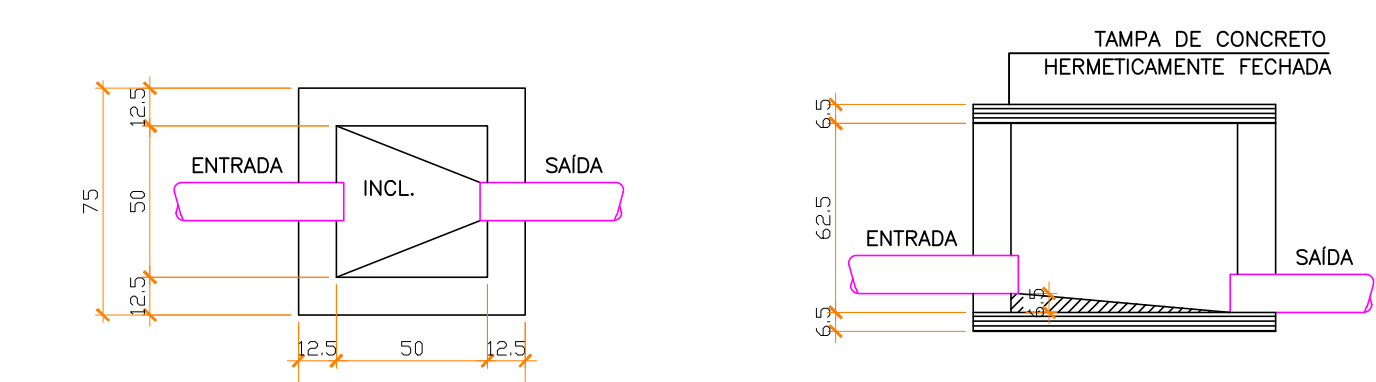 ENTRADA
SAÍDA
INCL.
75
12.5
50
12.5
12.5
50
12.5
TAMPA DE CONCRETO
HERMETICAMENTE FECHADA
6.5
62.5
6.5
ENTRADA
SAÍDA
6.5